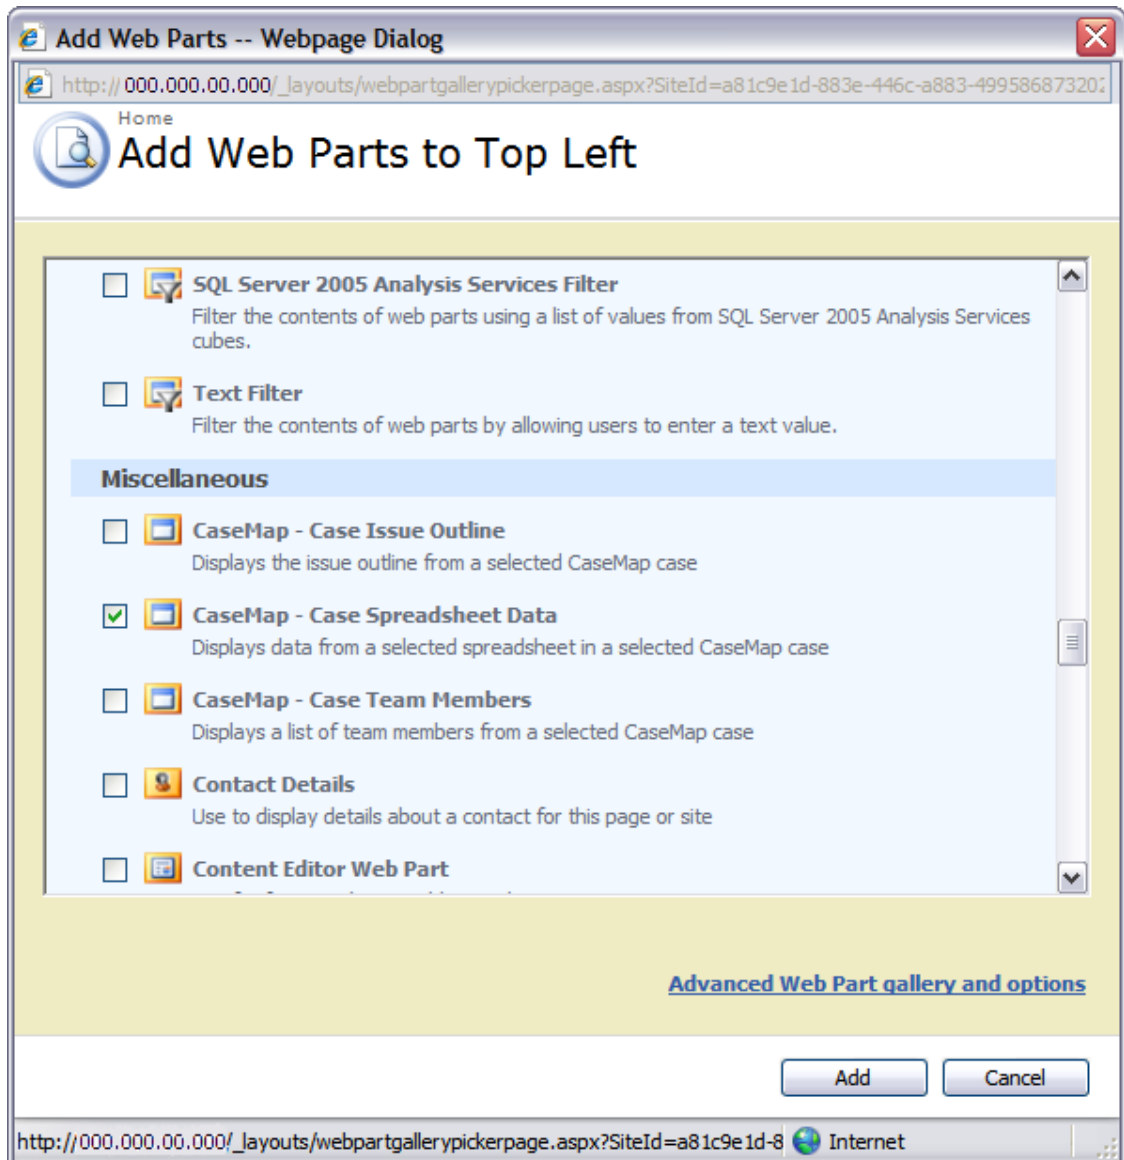 Add Web Parts -- Webpage Dialog
http://000.000.00.000/_layouts/webpartgallerypickerpage.aspx?SiteId=a81c9e1d-883e-446c-a883-499586873202
Home
Add Web Parts to Top Left
SQL Server 2005 Analysis Services Filter
Filter the contents of web parts using a list of values from SQL Server 2005 Analysis Services
cubes.
Text Filter
Filter the contents of web parts by allowing users to enter a text value.
Miscellaneous
CaseMap - Case Issue Outline
Displays the issue outline from a selected CaseMap case
CaseMap - Case Spreadsheet Data
Displays data from a selected spreadsheet in a selected CaseMap case
CaseMap - Case Team Members
Displays a list of team members from a selected CaseMap case
Contact Details
Use to display details about a contact for this page or site
Content Editor Web Part
Advanced Web Part gallery and options
Add Cancel
http://000.000.00.000/_layouts/webpartgallerypickerpage.aspx?SiteId=a81c9e1d-8 Internet